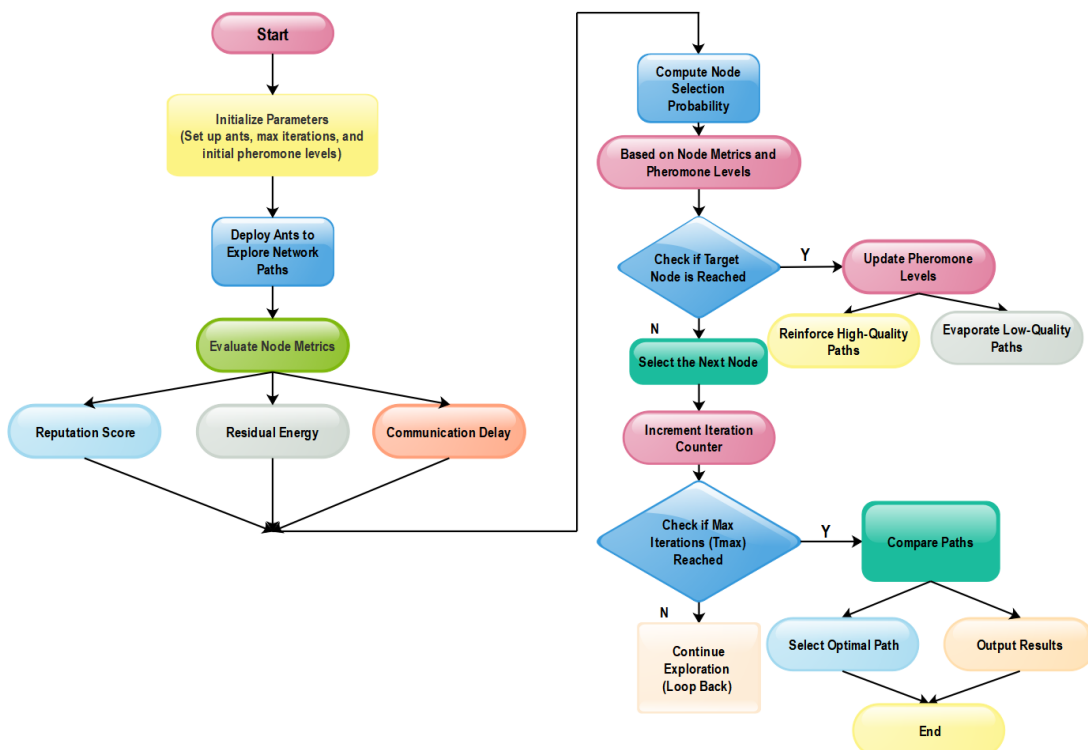 Start
Initialize Parameters
(Set up ants, max iterations, and
initial pheromone levels)
Deploy Ants to
Explore Network
Paths
Evaluate Node Metrics
Reputation Score
Residual Energy
Communication Delay
Compute Node
Selection
Probability
Based on Node Metrics and
Pheromone Levels
Check if Target
Node is Reached
Y
Update Pheromone
Levels
Reinforce High-Quality
Paths
Evaporate Low-Quality
Paths
N
Select the Next Node
Increment Iteration
Counter
Check if Max
Iterations (Tmax)
Reached
Y
Compare Paths
N
Continue
Exploration
(Loop Back)
Select Optimal Path
Output Results
End